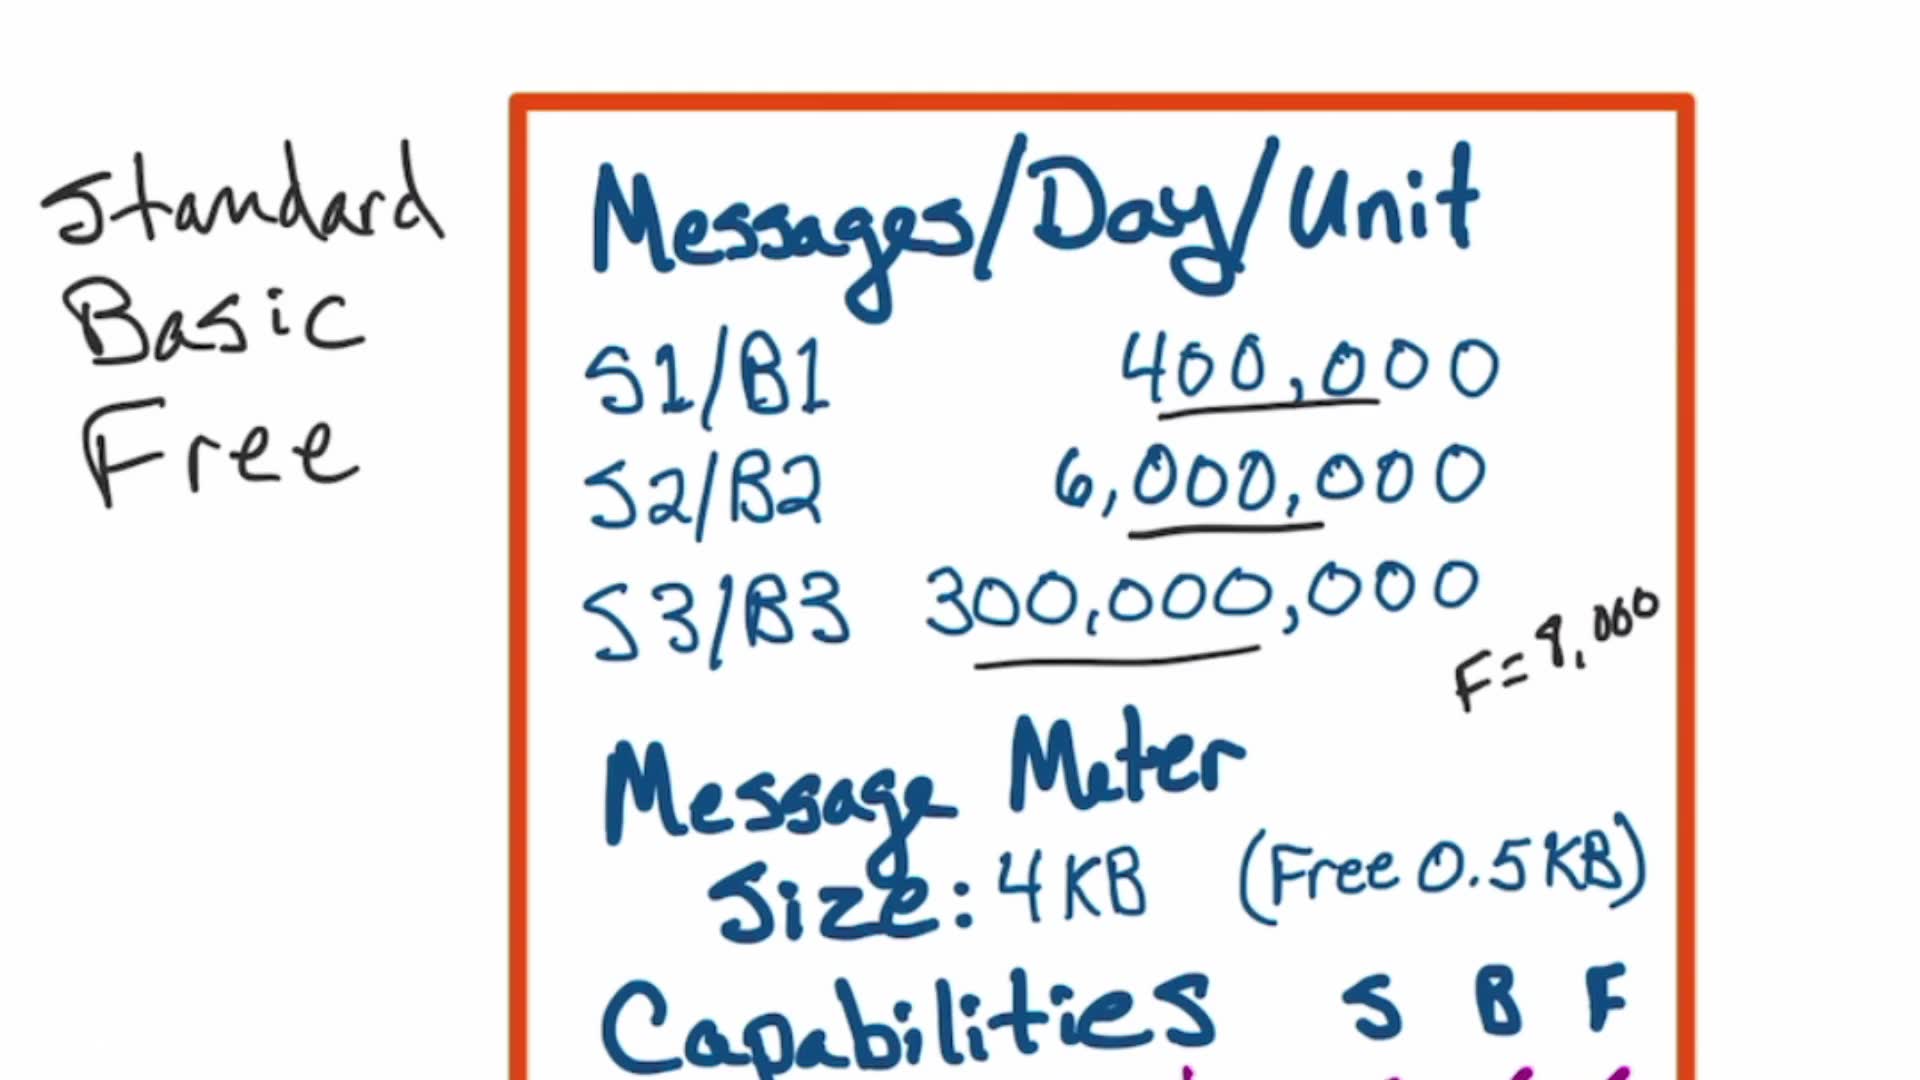 Standard
Basic
Free
Messages/Day/Unit
S1/B1 400,000
S2/B2 6,000,000
S3/B3 300,000,000
F=8,000
Message Meter
Size: 4KB (Free 0.5KB)
Capabilities S B F